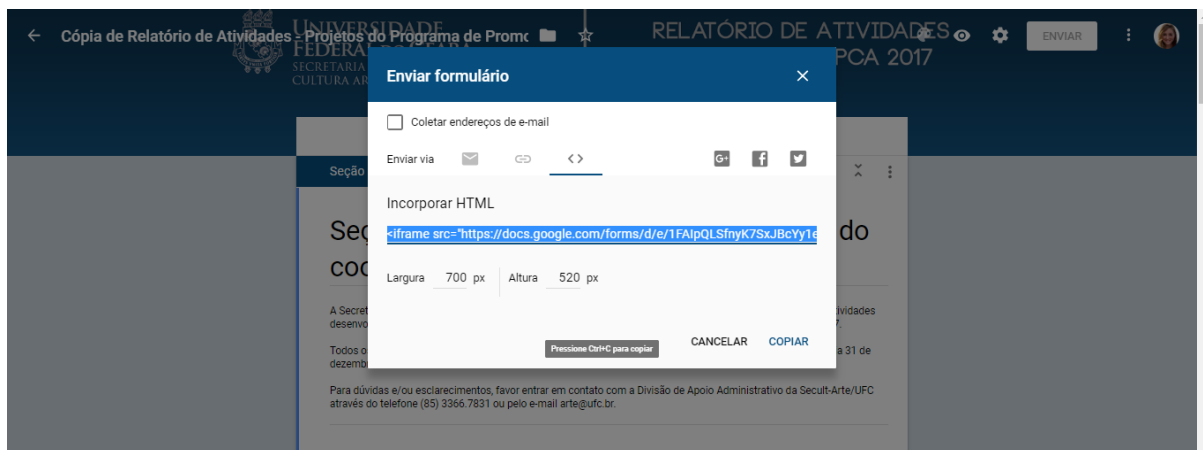 UNIVERSIDADE
RELATÓRIO DE ATIVIDADES
Cópia de Relatório de Atividades - Projetos do Programa de Promc
ENVIAR
FEDERAL DO CEARÁ
PCA 2017
SECRETARIA
CULTURA AR
Enviar formulário
Coletar endereços de e-mail
Enviar via
G+
Seção
Incorporar HTML
<iframe src="https://docs.google.com/forms/d/e/1FAIpQLSfnyK7SxJBcYy1e
Seç do
coo
Largura 700 px Altura 520 px
A Secret ividades
desenvo 7.
Todos o a 31 de
dezemb
Pressione Ctrl+C para copiar
CANCELAR COPIAR
Para dúvidas e/ou esclarecimentos, favor entrar em contato com a Divisão de Apoio Administrativo da Secult-Arte/UFC
através do telefone (85) 3366.7831 ou pelo e-mail arte@ufc.br.